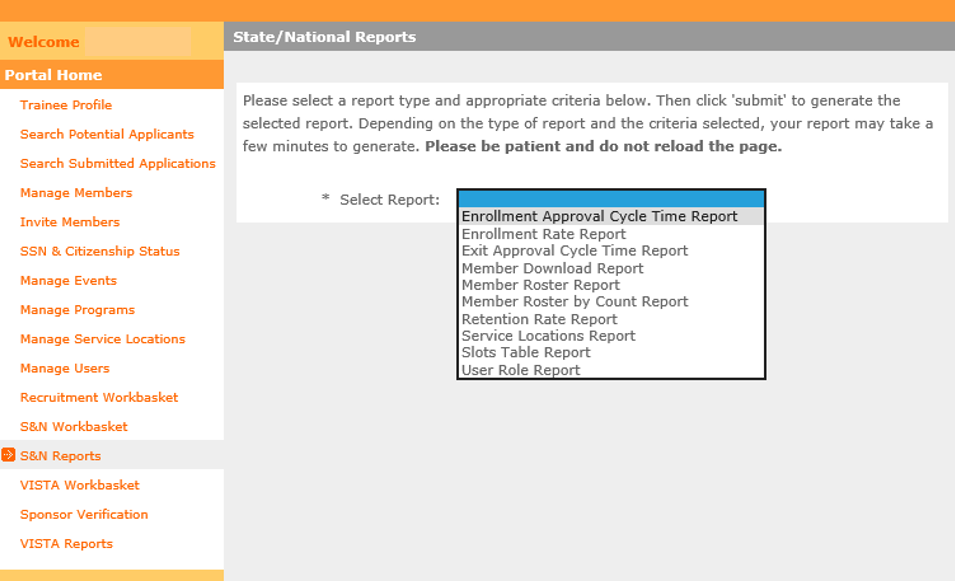 Welcome
Portal Home
Trainee Profile
Search Potential Applicants
Search Submitted Applications
Manage Members
Invite Members
SSN & Citizenship Status
Manage Events
Manage Programs
Manage Service Locations
Manage Users
Recruitment Workbasket
S&N Workbasket
S&N Reports
VISTA Workbasket
Sponsor Verification
VISTA Reports
State/National Reports
Please select a report type and appropriate criteria below. Then click 'submit' to generate the
selected report. Depending on the type of report and the criteria selected, your report may take a
few minutes to generate. Please be patient and do not reload the page.
* Select Report:
Enrollment Approval Cycle Time Report
Enrollment Rate Report
Exit Approval Cycle Time Report
Member Download Report
Member Roster Report
Member Roster by Count Report
Retention Rate Report
Service Locations Report
Slots Table Report
User Role Report